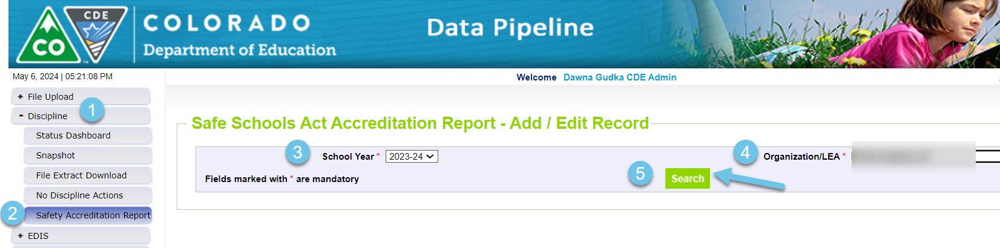 CDE
CO
COLORADO
Department of Education
Data Pipeline
May 6, 2024 | 05:21:08 PM
Welcome Dawna Gudka CDE Admin
+ File Upload
1
- Discipline
Status Dashboard
Snapshot
File Extract Download
No Discipline Actions
2
Safety Accreditation Report
+ EDIS
Safe Schools Act Accreditation Report - Add / Edit Record
3 School Year * 2023-24
4 Organization/LEA *
Fields marked with * are mandatory
5 Search